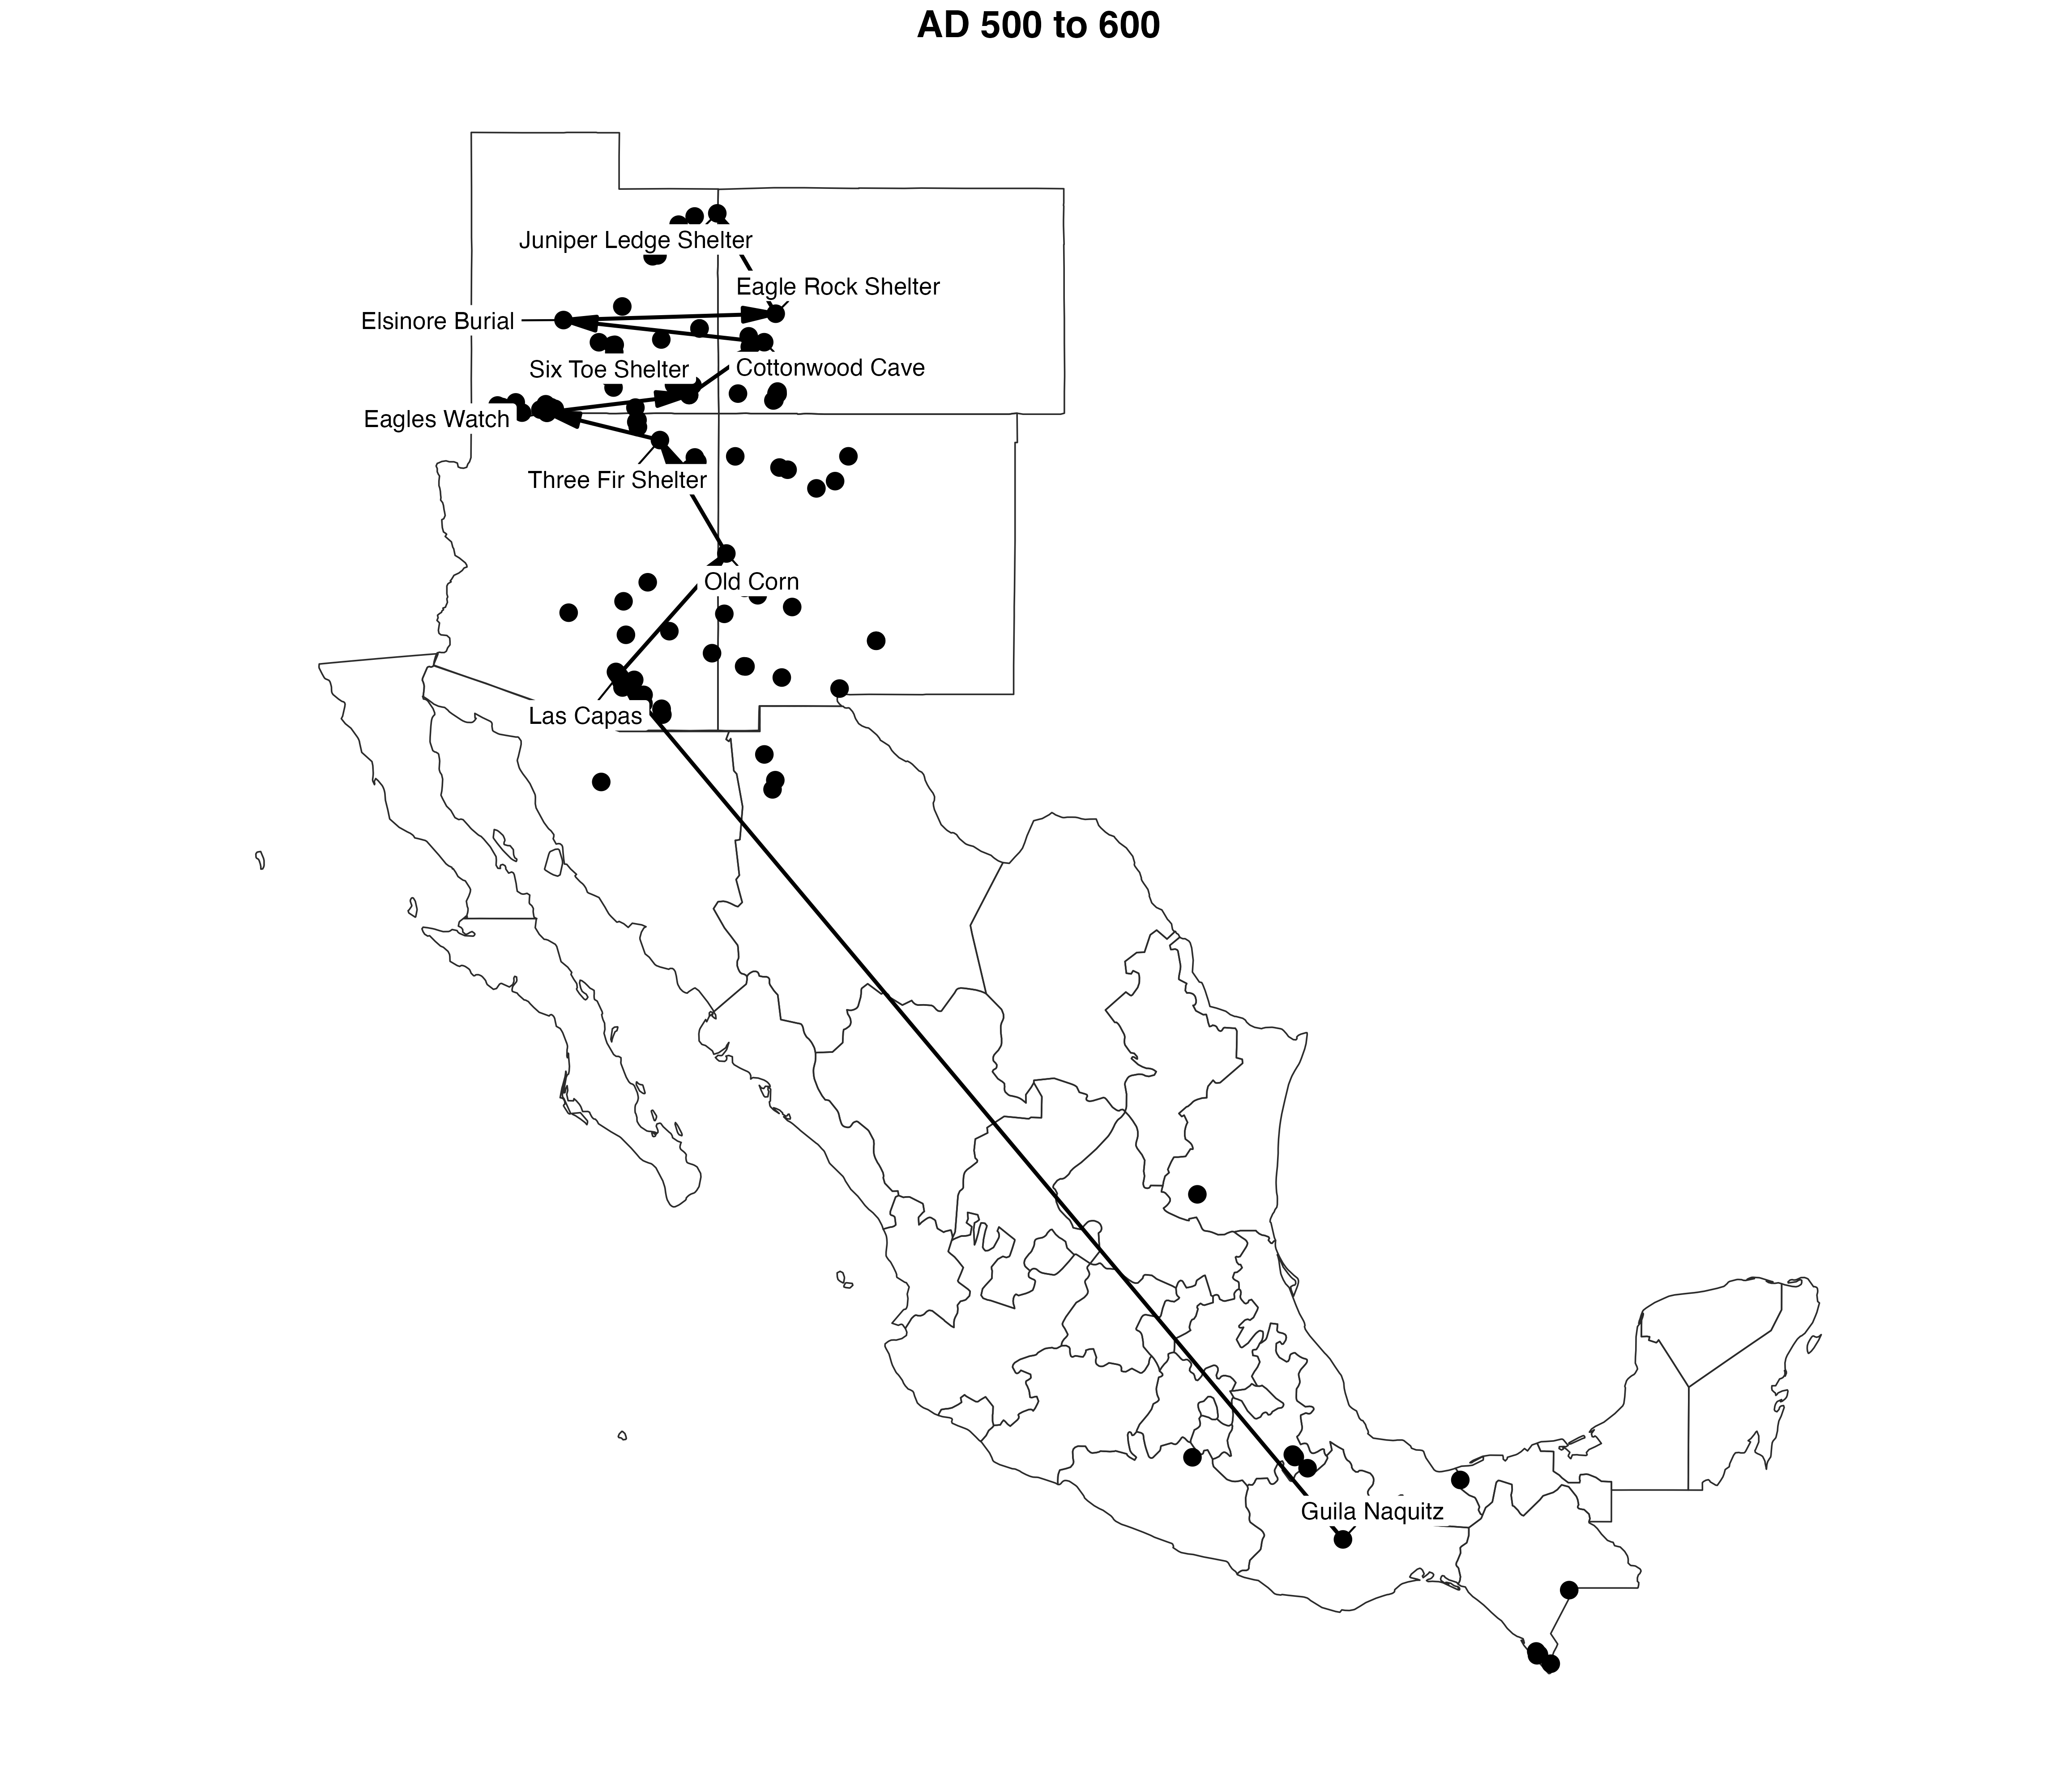 AD 500 to 600
Juniper Ledge Shelter
Eagle Rock Shelter
Elsinore Burial
Six Toe Shelter
Cottonwood Cave
Eagles Watch
Three Fir Shelter
Old Corn
Las Capas
Guila Naquitz